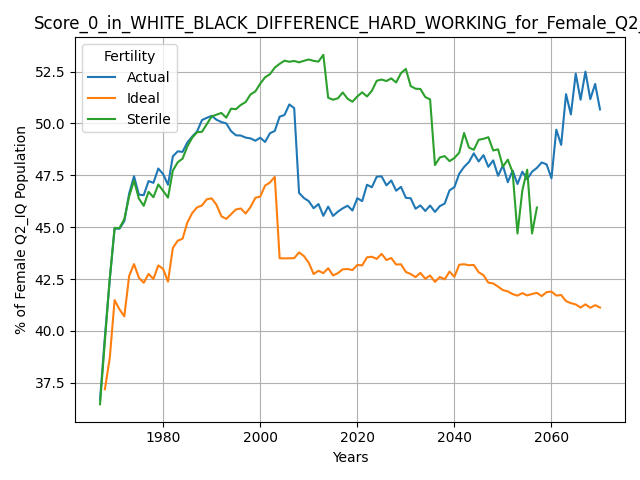 Score_0_in_WHITE_BLACK_DIFFERENCE_HARD_WORKING_for_Female_Q2_
Fertility
Actual
Ideal
Sterile
% of Female Q2_IQ Population
52.5
50.0
47.5
45.0
42.5
40.0
37.5
1980
2000
2020
2040
2060
Years